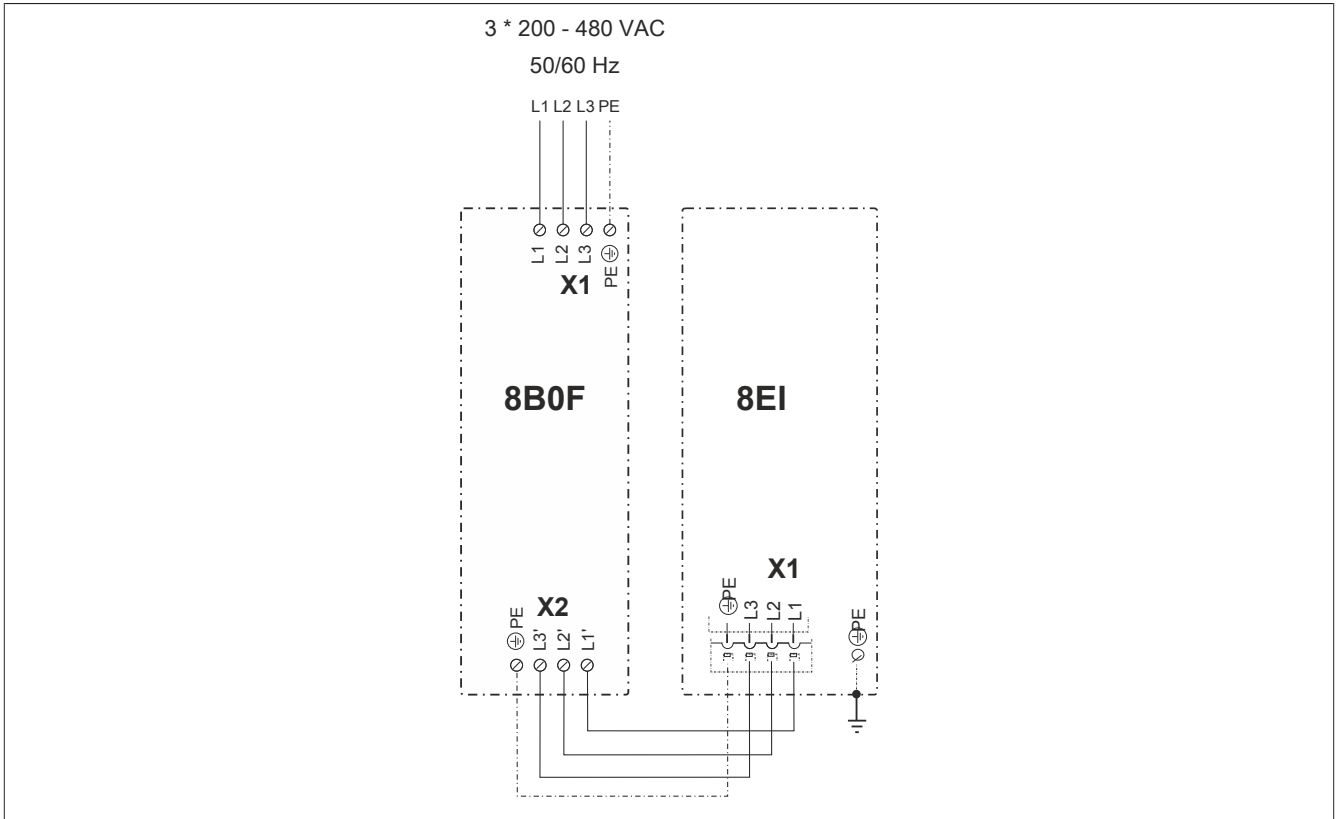 3 * 200 - 480 VAC
50/60 Hz
L1 L2 L3 PE
L1 L2 L3 PE
X1
8B0F
8EI
X1
PE L3 L2 L1
PE
X2
PE L3' L2' L1'